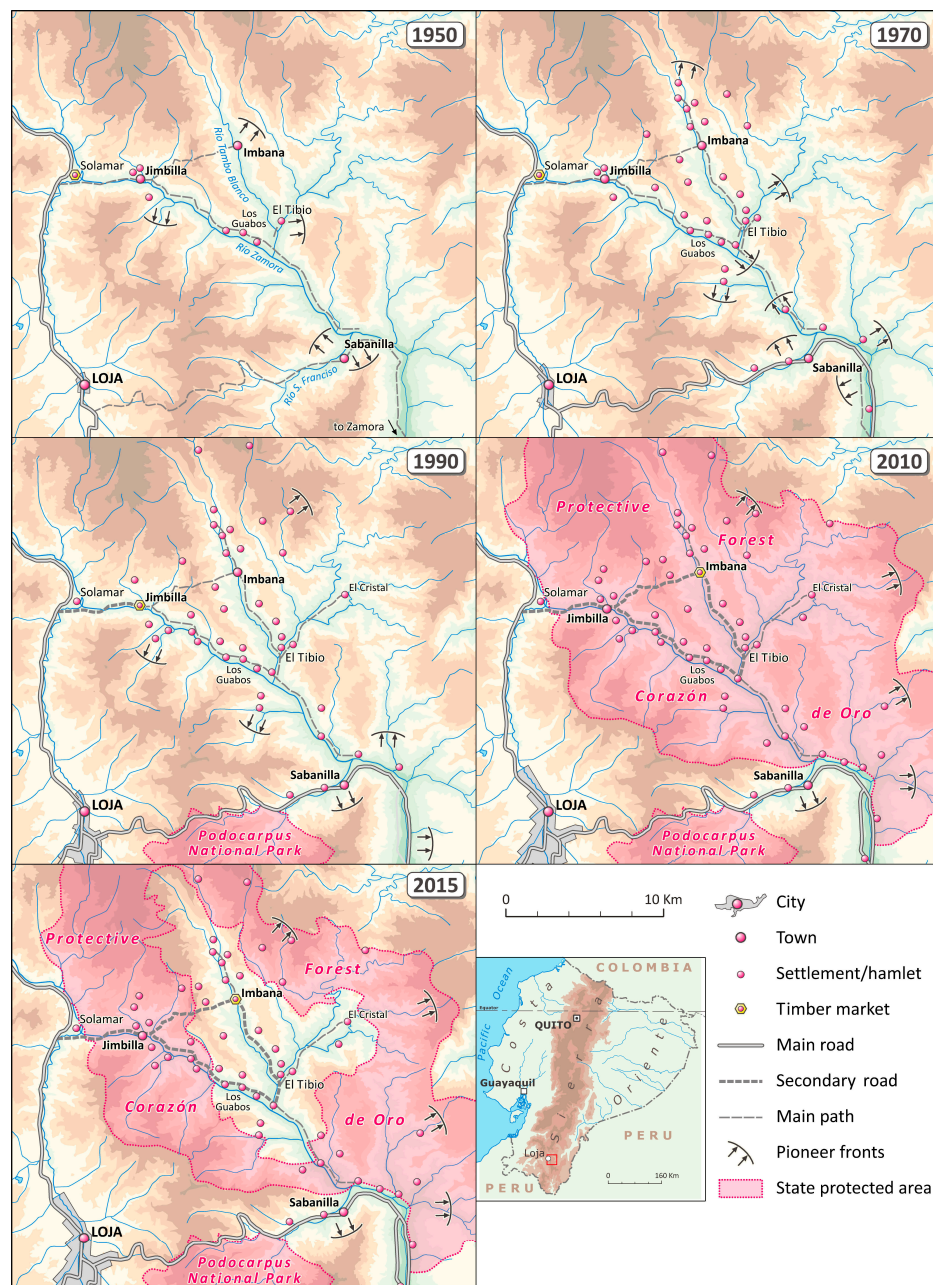 1950
Solamar
Jimbilla
Imbana
Río Tambo Blanco
El Tibio
Los
Guabos
Río Zamora
Sabanilla
Río S. Franciso
LOJA
to Zamora
1970
Solamar
Jimbilla
Imbana
El Tibio
Los
Guabos
Sabanilla
LOJA
1990
Solamar
Jimbilla
Imbana
El Cristal
El Tibio
Los
Guabos
Sabanilla
LOJA
Podocarpus
National Park
2010
Protective
Forest
Imbana
Solamar
El Cristal
Jimbilla
El Tibio
Los
Guabos
Corazón
de Oro
Sabanilla
LOJA
Podocarpus
National Park
2015
Protective
Forest
Imbana
El Cristal
Solamar
Jimbilla
El Tibio
Los
Guabos
Corazón
de Oro
Sabanilla
LOJA
Podocarpus
National Park
0 10 Km
COLOMBIA
Pacific Ocean
Equator
QUITO
Costa
Sierra
Oriente
Guayaquil
PERU
Loja
PERU
0 160 Km
City
Town
Settlement/hamlet
Timber market
Main road
Secondary road
Main path
Pioneer fronts
State protected area